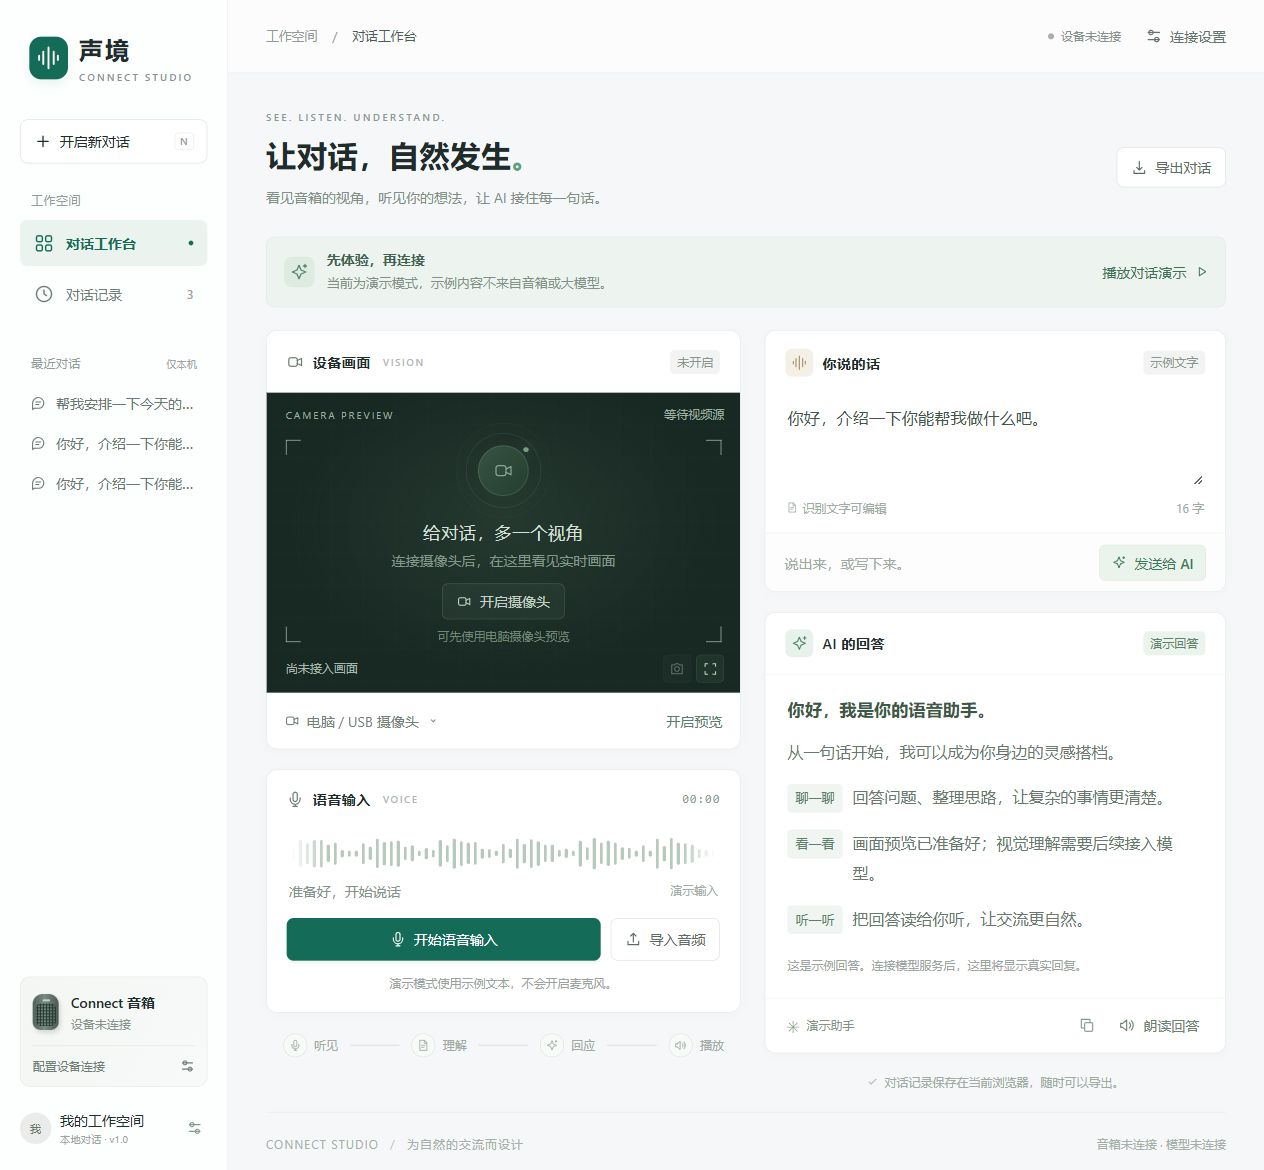 声境
CONNECT STUDIO
开启新对话
N
工作空间
对话工作台
对话记录
3
最近对话
仅本机
帮我安排一下今天的...
你好，介绍一下你能...
你好，介绍一下你能...
Connect 音箱
设备未连接
配置设备连接
我
我的工作空间
本地对话 · v1.0
工作空间 / 对话工作台
设备未连接
连接设置
SEE. LISTEN. UNDERSTAND.
让对话，自然发生。
看见音箱的视角，听见你的想法，让 AI 接住每一句话。
导出对话
先体验，再连接
当前为演示模式，示例内容不来自音箱或大模型。
播放对话演示
设备画面
VISION
未开启
CAMERA PREVIEW
等待视频源
给对话，多一个视角
连接摄像头后，在这里看见实时画面
开启摄像头
可先使用电脑摄像头预览
尚未接入画面
电脑 / USB 摄像头
开启预览
语音输入
VOICE
00:00
准备好，开始说话
演示输入
开始语音输入
导入音频
演示模式使用示例文本，不会开启麦克风。
听见
理解
回应
播放
你说的话
示例文字
你好，介绍一下你能帮我做什么吧。
识别文字可编辑
16 字
说出来，或写下来。
发送给 AI
AI 的回答
演示回答
你好，我是你的语音助手。
从一句话开始，我可以成为你身边的灵感搭档。
聊一聊
回答问题、整理思路，让复杂的事情更清楚。
看一看
画面预览已准备好；视觉理解需要后续接入模
型。
听一听
把回答读给你听，让交流更自然。
这是示例回答。连接模型服务后，这里将显示真实回复。
演示助手
朗读回答
对话记录保存在当前浏览器，随时可以导出。
CONNECT STUDIO / 为自然的交流而设计
音箱未连接 · 模型未连接